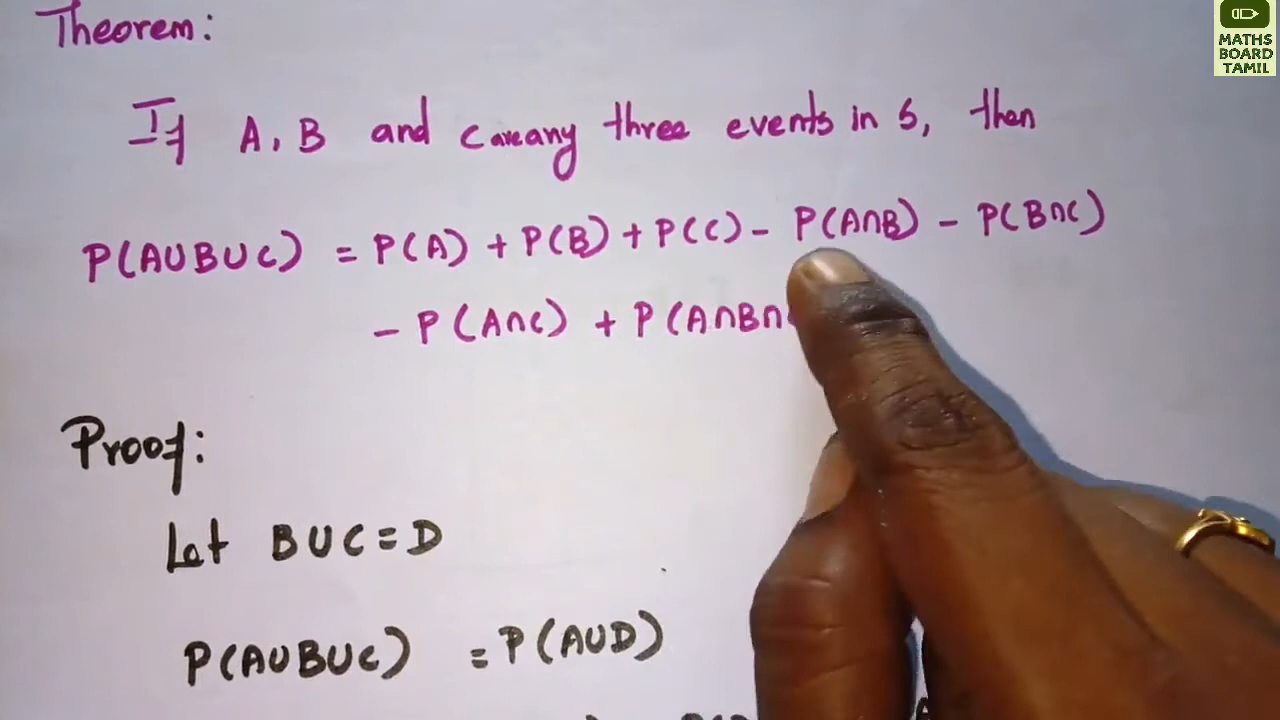 Theorem:
MATHS
BOARD
TAMIL
If A, B and C are any three events in S, then
P(A∪B∪C) = P(A) + P(B) + P(C) - P(A∩B) - P(B∩C)
- P(A∩C) + P(A∩B∩
Proof:
Let B∪C = D
P(A∪B∪C) = P(A∪D)